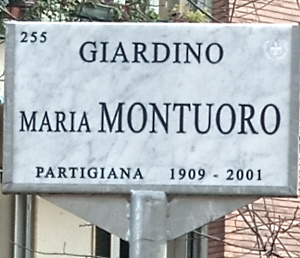 255
GIARDINO
MARIA MONTUORO
PARTIGIANA 1909 - 2001